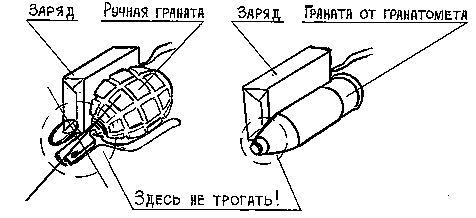 Заряд
Ручная граната
Заряд
Граната от гранатомета
Здесь не трогать!